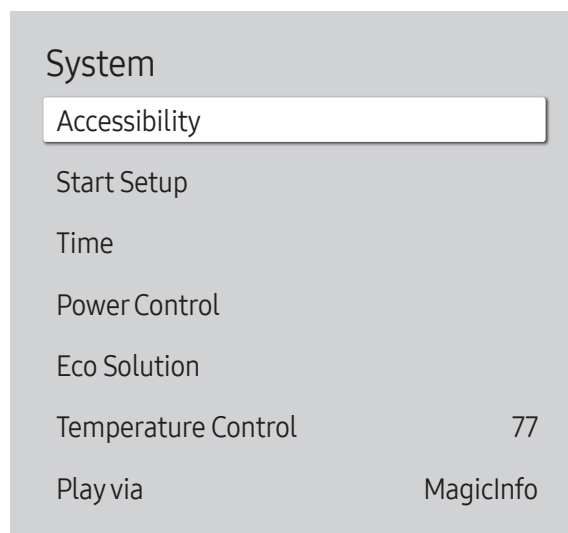 System
Accessibility
Start Setup
Time
Power Control
Eco Solution
Temperature Control 77
Play via MagicInfo